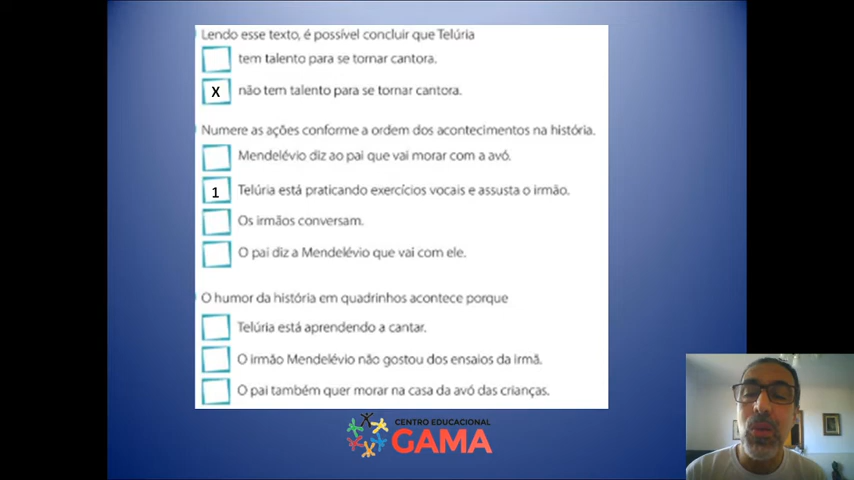 Lendo esse texto, é possível concluir que Telúria
tem talento para se tornar cantora.
X não tem talento para se tornar cantora.
Numere as ações conforme a ordem dos acontecimentos na história.
Mendelévio diz ao pai que vai morar com a avó.
1 Telúria está praticando exercícios vocais e assusta o irmão.
Os irmãos conversam.
O pai diz a Mendelévio que vai com ele.
O humor da história em quadrinhos acontece porque
Telúria está aprendendo a cantar.
O irmão Mendelévio não gostou dos ensaios da irmã.
O pai também quer morar na casa da avó das crianças.
CENTRO EDUCACIONAL
GAMA